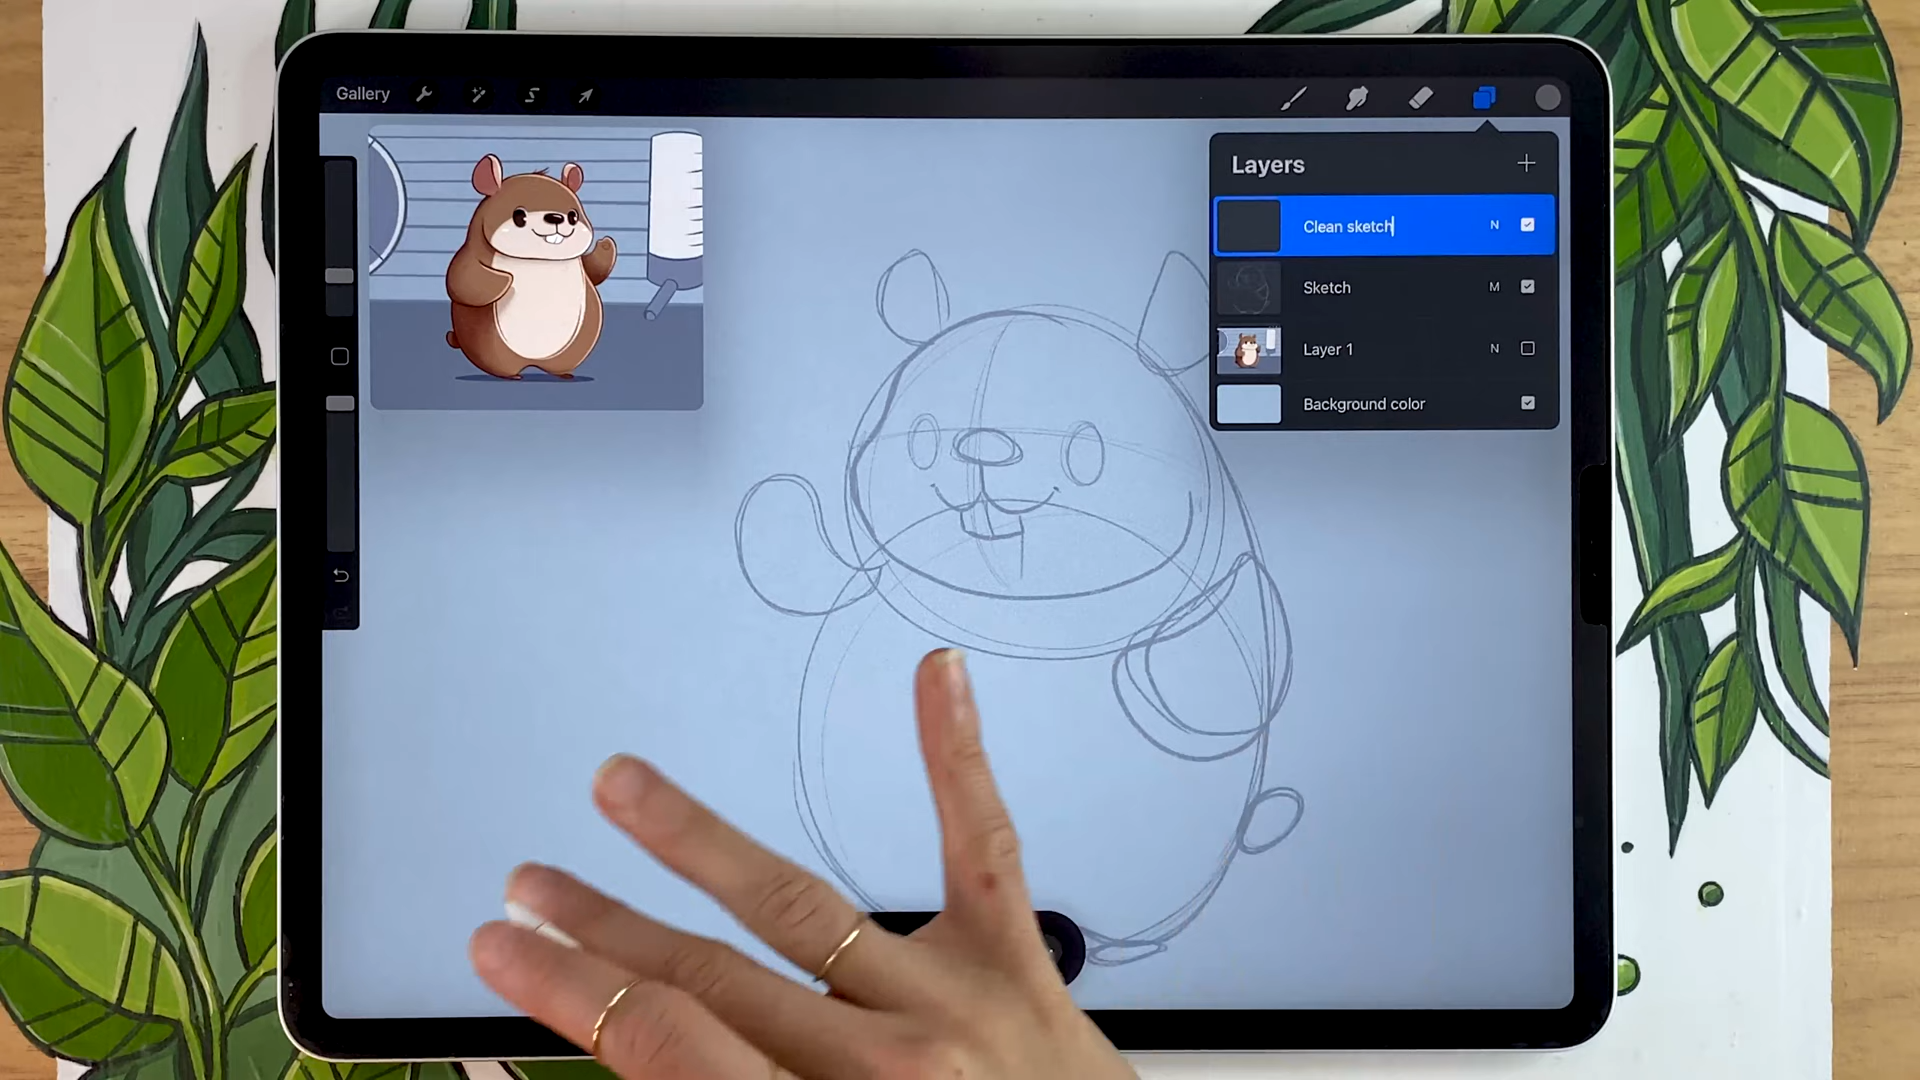 Gallery
Layers
Clean sketch N
Sketch M
Layer 1 N
Background color